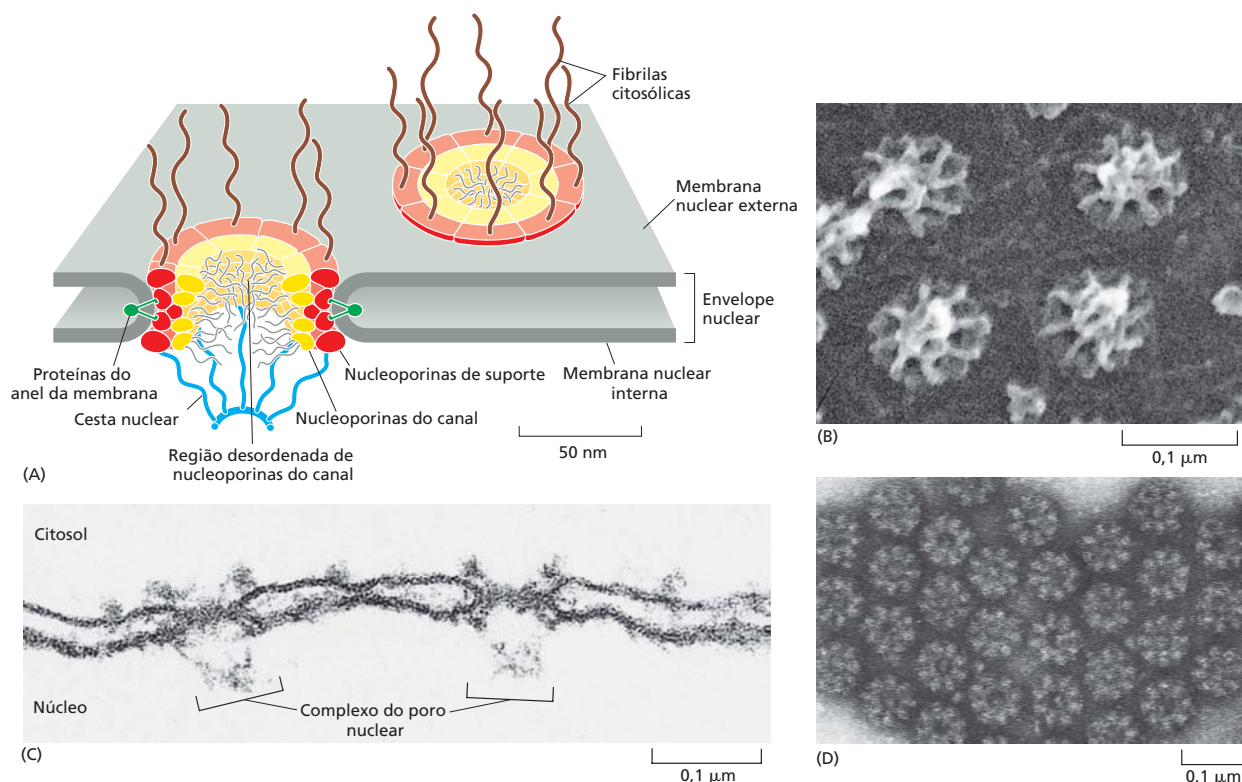 Fibrilas
citosólicas
Membrana
nuclear externa
Envelope
nuclear
Membrana nuclear
interna
Proteínas do
anel da membrana
Cesta nuclear
Nucleoporinas de suporte
Nucleoporinas do canal
Região desordenada de
nucleoporinas do canal
50 nm
(A)
(B)
0,1 μm
Citosol
Núcleo
Complexo do poro
nuclear
(C)
0,1 μm
(D)
0,1 μm